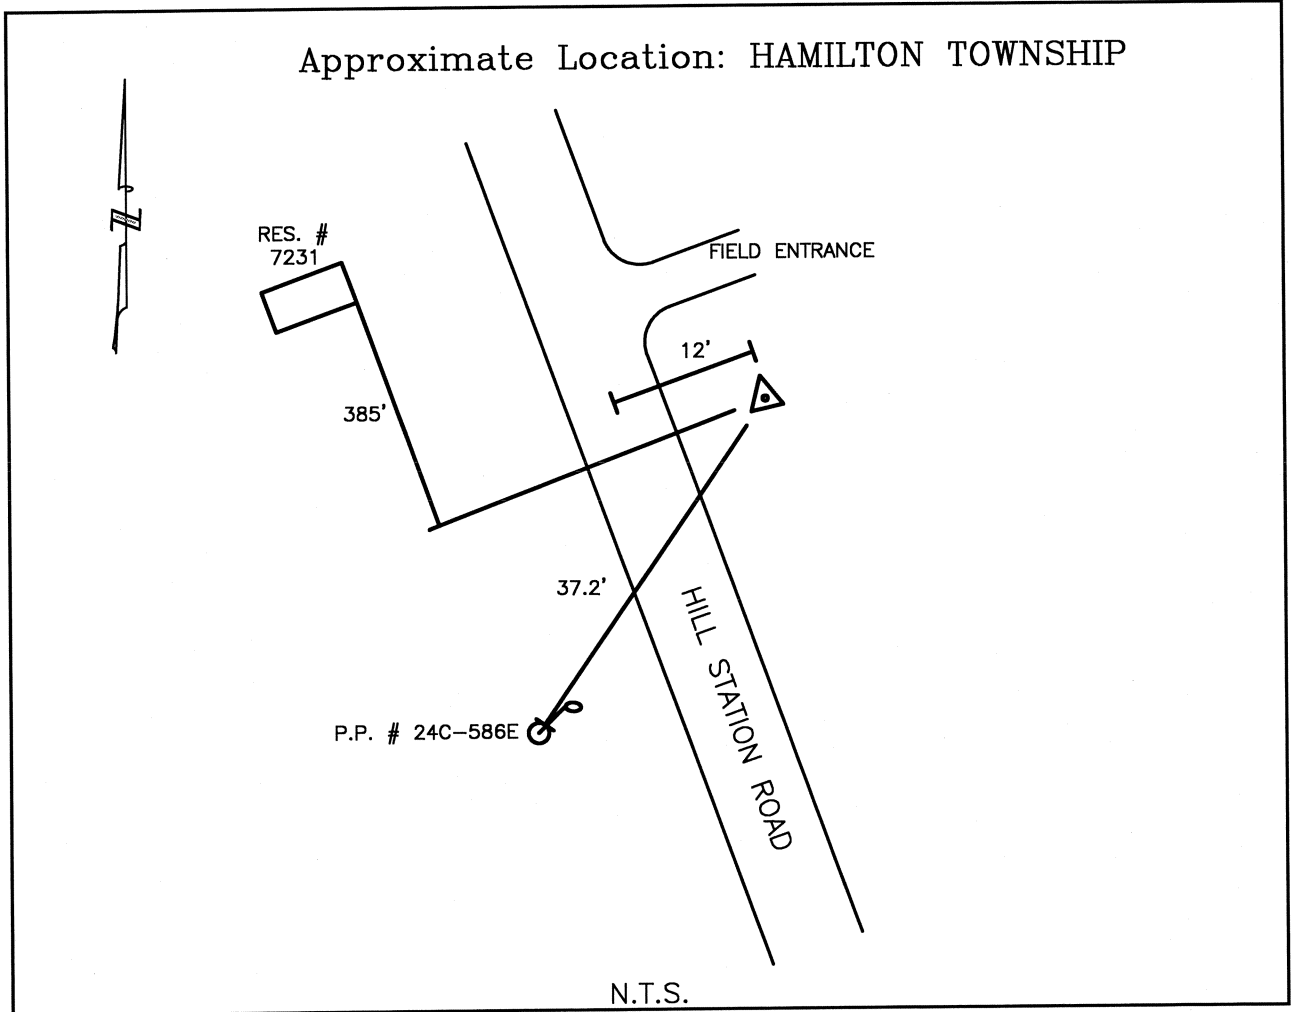 Approximate Location: HAMILTON TOWNSHIP
N
RES. #
7231
FIELD ENTRANCE
12'
385'
37.2'
HILL STATION ROAD
P.P. # 24C-586E
N.T.S.